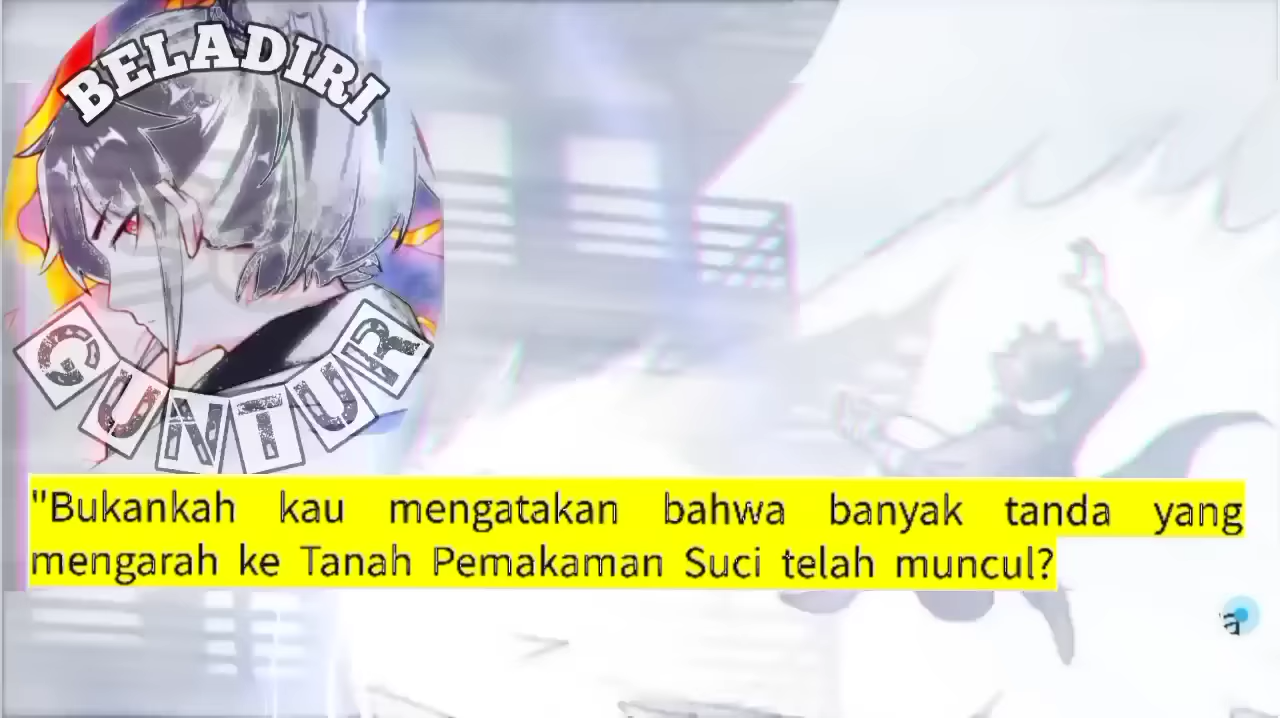 BELADIRI
GUNTUR
"Bukankah kau mengatakan bahwa banyak tanda yang
mengarah ke Tanah Pemakaman Suci telah muncul?
a